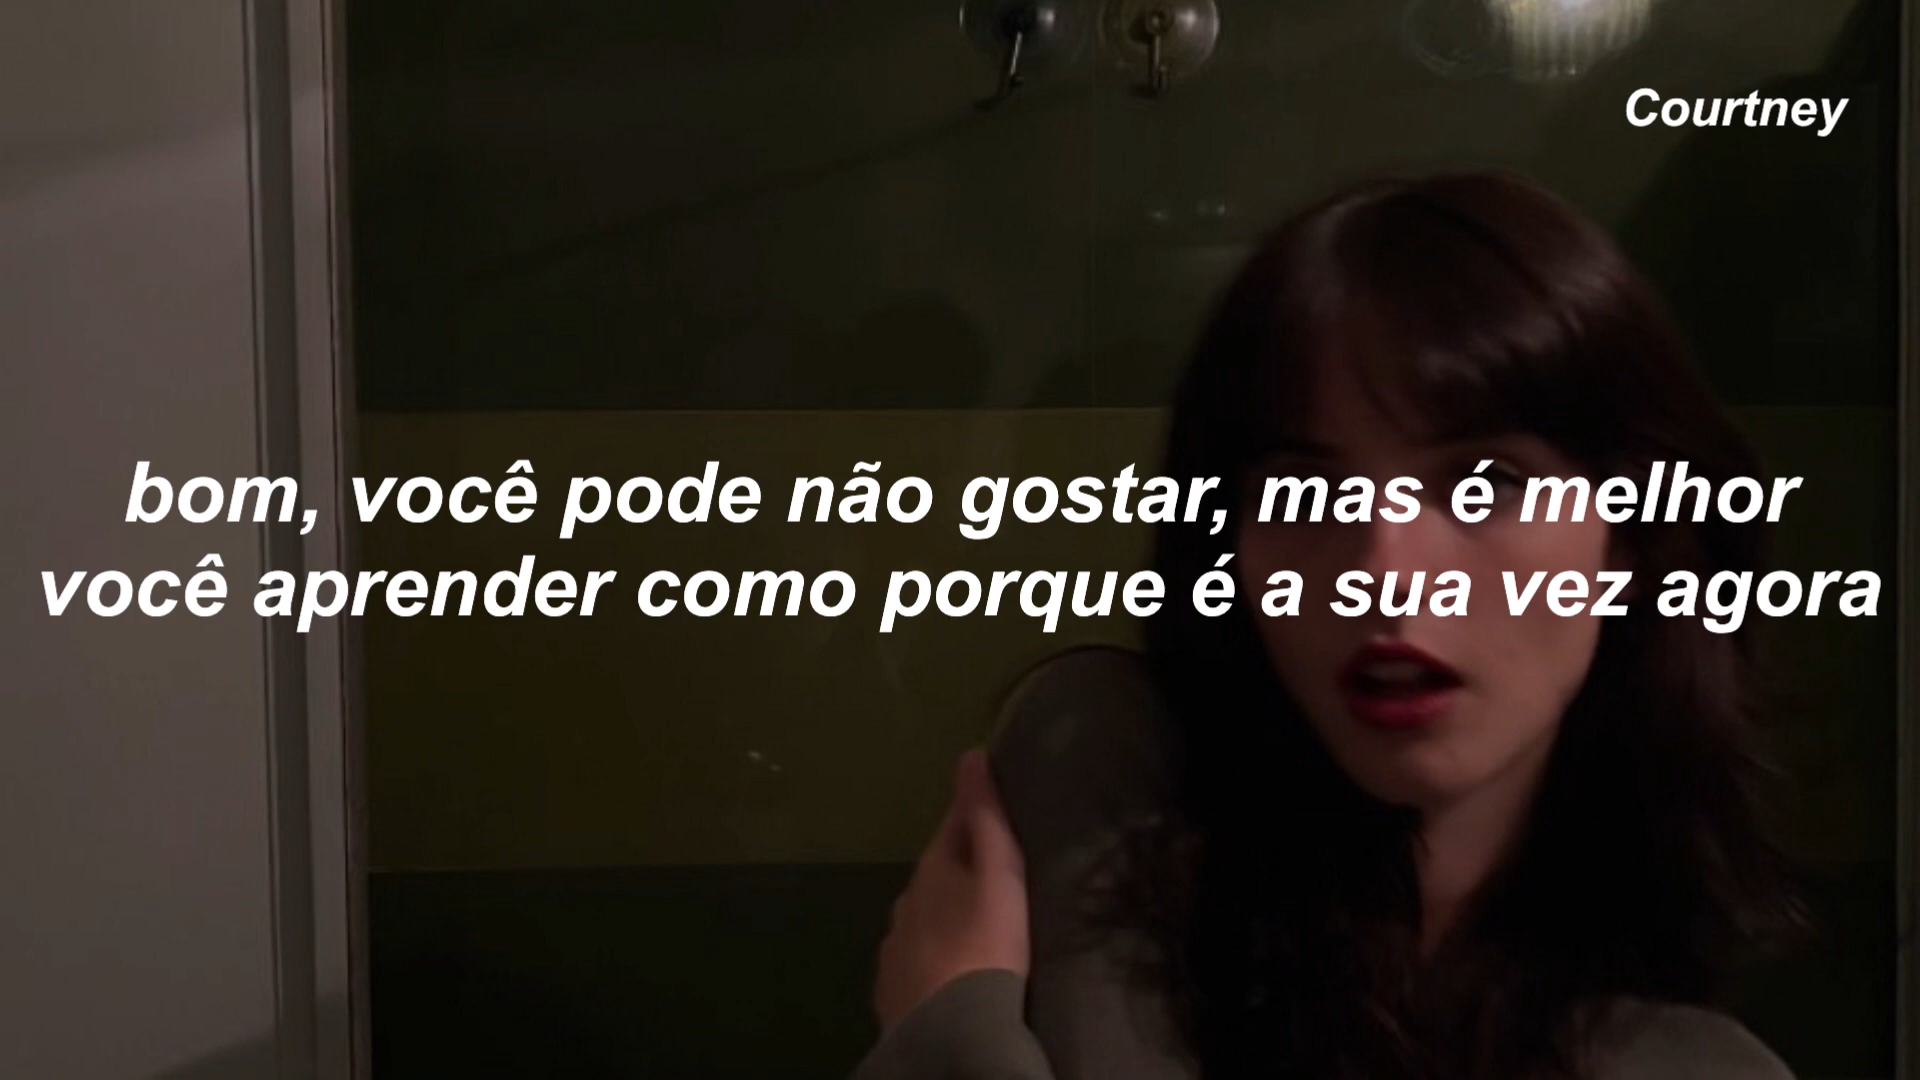 Courtney
bom, você pode não gostar, mas é melhor
você aprender como porque é a sua vez agora